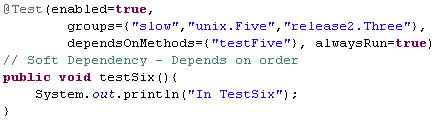 @Test(enabled=true,
groups={"slow","unix.Five","release2.Three"},
dependsOnMethods={"testFive"}, alwaysRun=true)
// Soft Dependency - Depends on order
public void testSix(){
System.out.println("In TestSix");
}